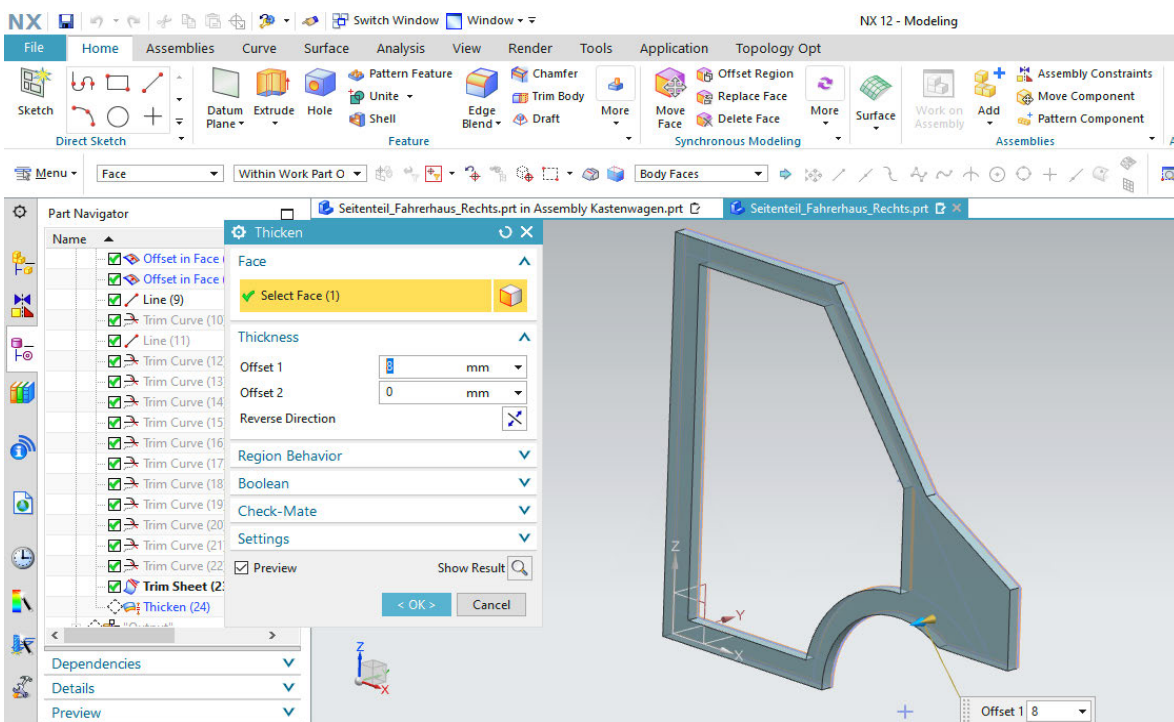 NX Switch Window Window NX 12 - Modeling
File Home Assemblies Curve Surface Analysis View Render Tools Application Topology Opt
Sketch
Direct Sketch
Datum Plane
Extrude
Hole
Pattern Feature
Unite
Shell
Edge Blend
Chamfer
Trim Body
Draft
More
Feature
Move Face
Offset Region
Replace Face
Delete Face
More
Synchronous Modeling
Surface
Work on Assembly
Add
Assembly Constraints
Move Component
Pattern Component
Assemblies
Menu Face Within Work Part O Body Faces
Part Navigator
Seitenteil_Fahrerhaus_Rechts.prt in Assembly Kastenwagen.prt
Seitenteil_Fahrerhaus_Rechts.prt
Name
Offset in Face
Offset in Face
Line (9)
Trim Curve (10
Line (11)
Trim Curve (12
Trim Curve (13
Trim Curve (14
Trim Curve (15
Trim Curve (16
Trim Curve (17
Trim Curve (18
Trim Curve (19
Trim Curve (20
Trim Curve (21
Trim Curve (22
Trim Sheet (23
Thicken (24)
"Output"
Dependencies
Details
Preview
Thicken
Face
Select Face (1)
Thickness
Offset 1 8 mm
Offset 2 0 mm
Reverse Direction
Region Behavior
Boolean
Check-Mate
Settings
Preview Show Result
< OK > Cancel
Z
Y
X
Z
X
Offset 1 8